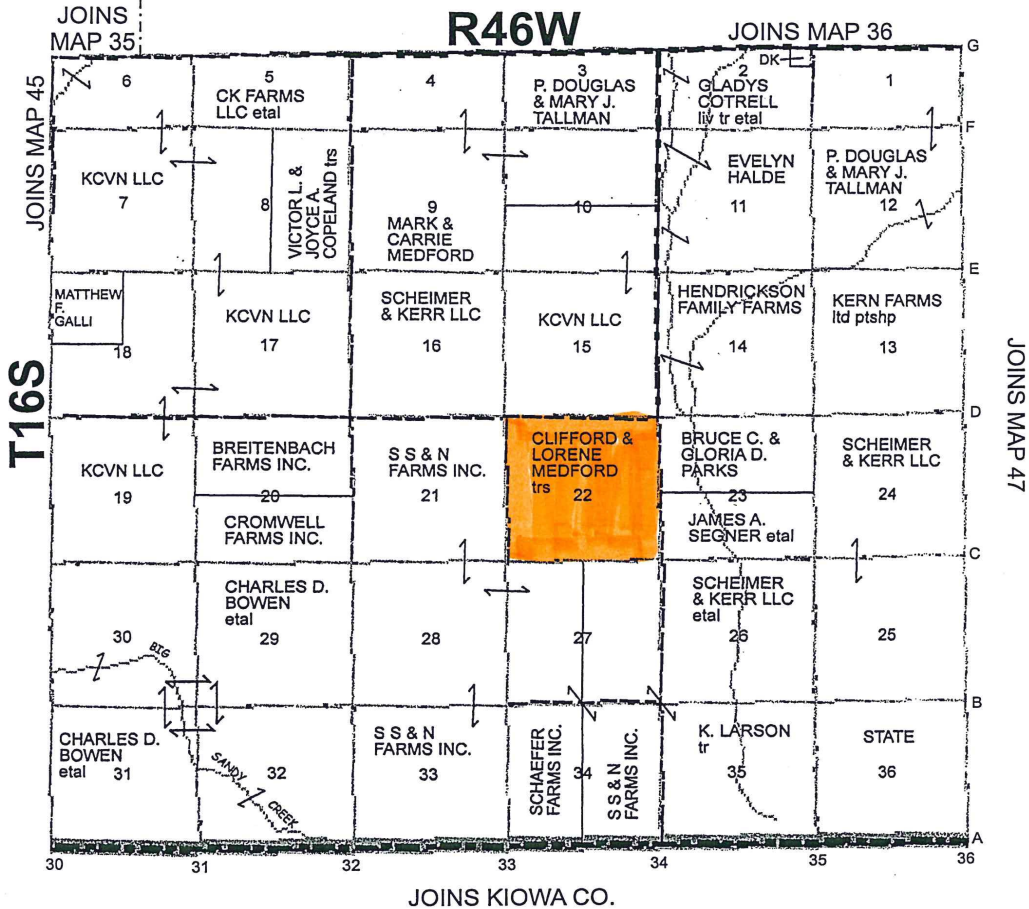 JOINS
MAP 35
R46W
JOINS MAP 36
G
JOINS MAP 45
6
5
CK FARMS
LLC etal
4
3
P. DOUGLAS
& MARY J.
TALLMAN
2
DK
GLADYS
COTRELL
liv tr etal
1
F
KCVN LLC
7
8
VICTOR L. &
JOYCE A.
COPELAND trs
9
MARK &
CARRIE
MEDFORD
10
EVELYN
HALDE
11
P. DOUGLAS
& MARY J.
TALLMAN
12
E
MATTHEW
F.
GALLI
18
KCVN LLC
17
SCHEIMER
& KERR LLC
16
KCVN LLC
15
HENDRICKSON
FAMILY FARMS
14
KERN FARMS
ltd ptshp
13
T16S
JOINS MAP 47
D
KCVN LLC
19
BREITENBACH
FARMS INC.
20
CROMWELL
FARMS INC.
S S & N
FARMS INC.
21
CLIFFORD &
LORENE
MEDFORD
trs
22
BRUCE C. &
GLORIA D.
PARKS
23
JAMES A.
SEGNER etal
SCHEIMER
& KERR LLC
24
C
30
BIG
CHARLES D.
BOWEN
etal
29
28
27
SCHEIMER
& KERR LLC
etal
26
25
B
CHARLES D.
BOWEN
etal
31
SANDY
CREEK
32
S S & N
FARMS INC.
33
SCHAEFER
FARMS INC.
34
S S & N
FARMS INC.
K. LARSON
tr
35
STATE
36
A
30
31
32
33
34
35
36
JOINS KIOWA CO.